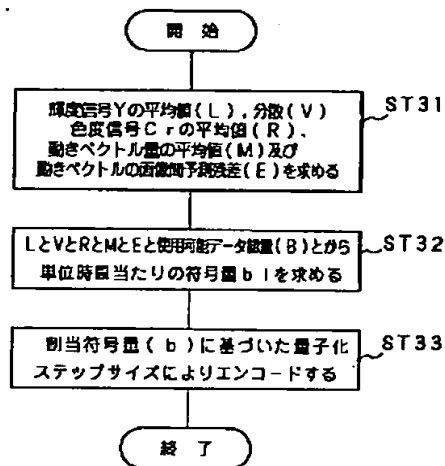 開 始
輝度信号Yの平均値(L),分散(V)
ST31
色度信号Crの平均値(R)、
動きベクトル量の平均値(M)及び
動きベクトルの画像間予測残差(E)を求める
LとVとRとMとEと使用可能データ総量(B)とから
ST32
単位時間当たりの符号量biを求める
割当符号量(b)に基づいた量子化
ST33
ステップサイズによりエンコードする
終 了